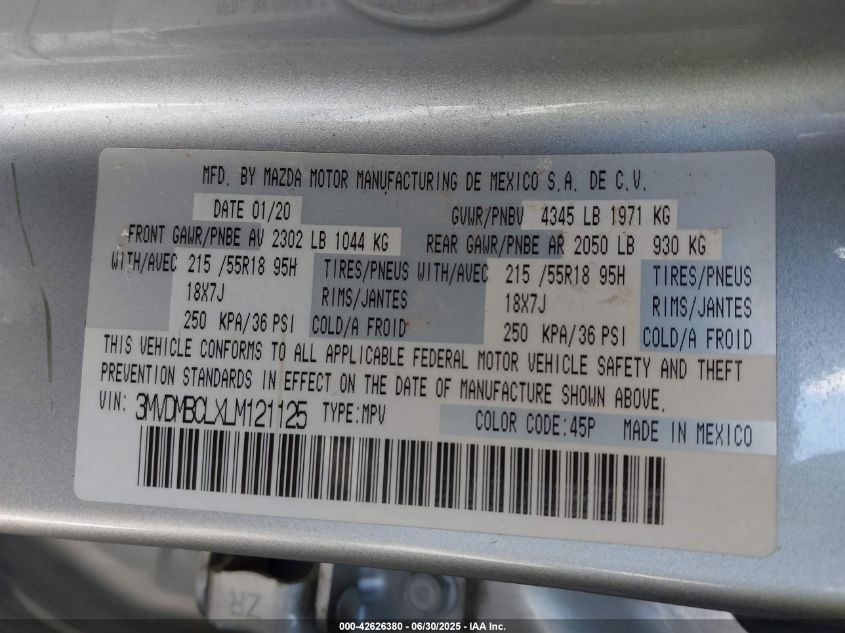 MFD. BY MAZDA MOTOR MANUFACTURING DE MEXICO S.A. DE C.V.
DATE 01/20 GVWR/PNBV 4345 LB 1971 KG
FRONT GAWR/PNBE AV 2302 LB 1044 KG REAR GAWR/PNBE AR 2050 LB 930 KG
WITH/AVEC 215 /55R18 95H TIRES/PNEUS WITH/AVEC 215 /55R18 95H TIRES/PNEUS
18X7J RIMS/JANTES 18X7J RIMS/JANTES
250 KPA/36 PSI COLD/A FROID 250 KPA/36 PSI COLD/A FROID
THIS VEHICLE CONFORMS TO ALL APPLICABLE FEDERAL MOTOR VEHICLE SAFETY AND THEFT
PREVENTION STANDARDS IN EFFECT ON THE DATE OF MANUFACTURE SHOWN ABOVE.
VIN: 3MVDMBCLXLM121125 TYPE:MPV COLOR CODE:45P MADE IN MEXICO
ZR
000-42626380 - 06/30/2025 - IAA Inc.